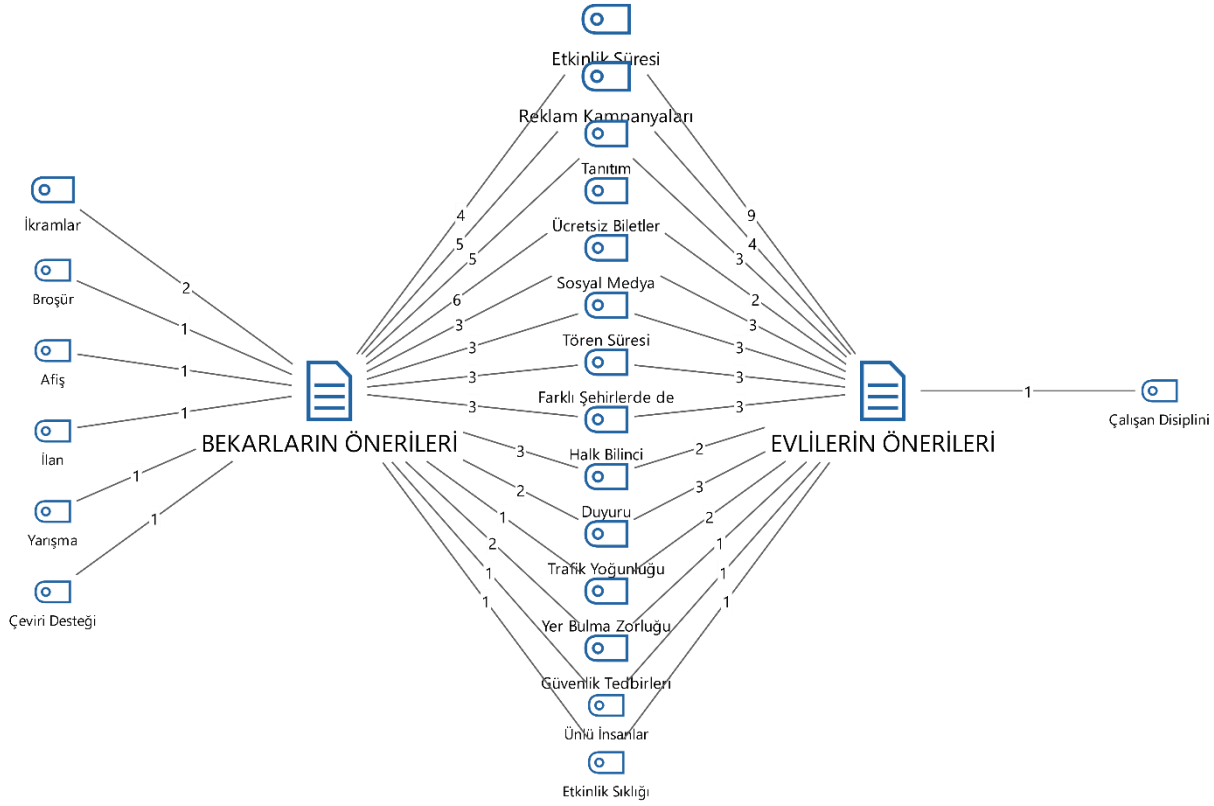 Etkinlik Süresi
Reklam Kampanyaları
Tanıtım
Ücretsiz Biletler
Sosyal Medya
Tören Süresi
Farklı Şehirlerde de
Halk Bilinci
Duyuru
Trafik Yoğunluğu
Yer Bulma Zorluğu
Güvenlik Tedbirleri
Ünlü İnsanlar
Etkinlik Sıklığı
İkramlar
Broşür
Afiş
İlan
Yarışma
Çeviri Desteği
2
1
1
1
1
1
BEKARLARIN ÖNERİLERİ
4
5
5
6
3
3
3
3
3
2
1
2
1
1
9
4
3
2
3
3
3
3
2
3
2
1
1
1
EVLİLERİN ÖNERİLERİ
1
Çalışan Disiplini